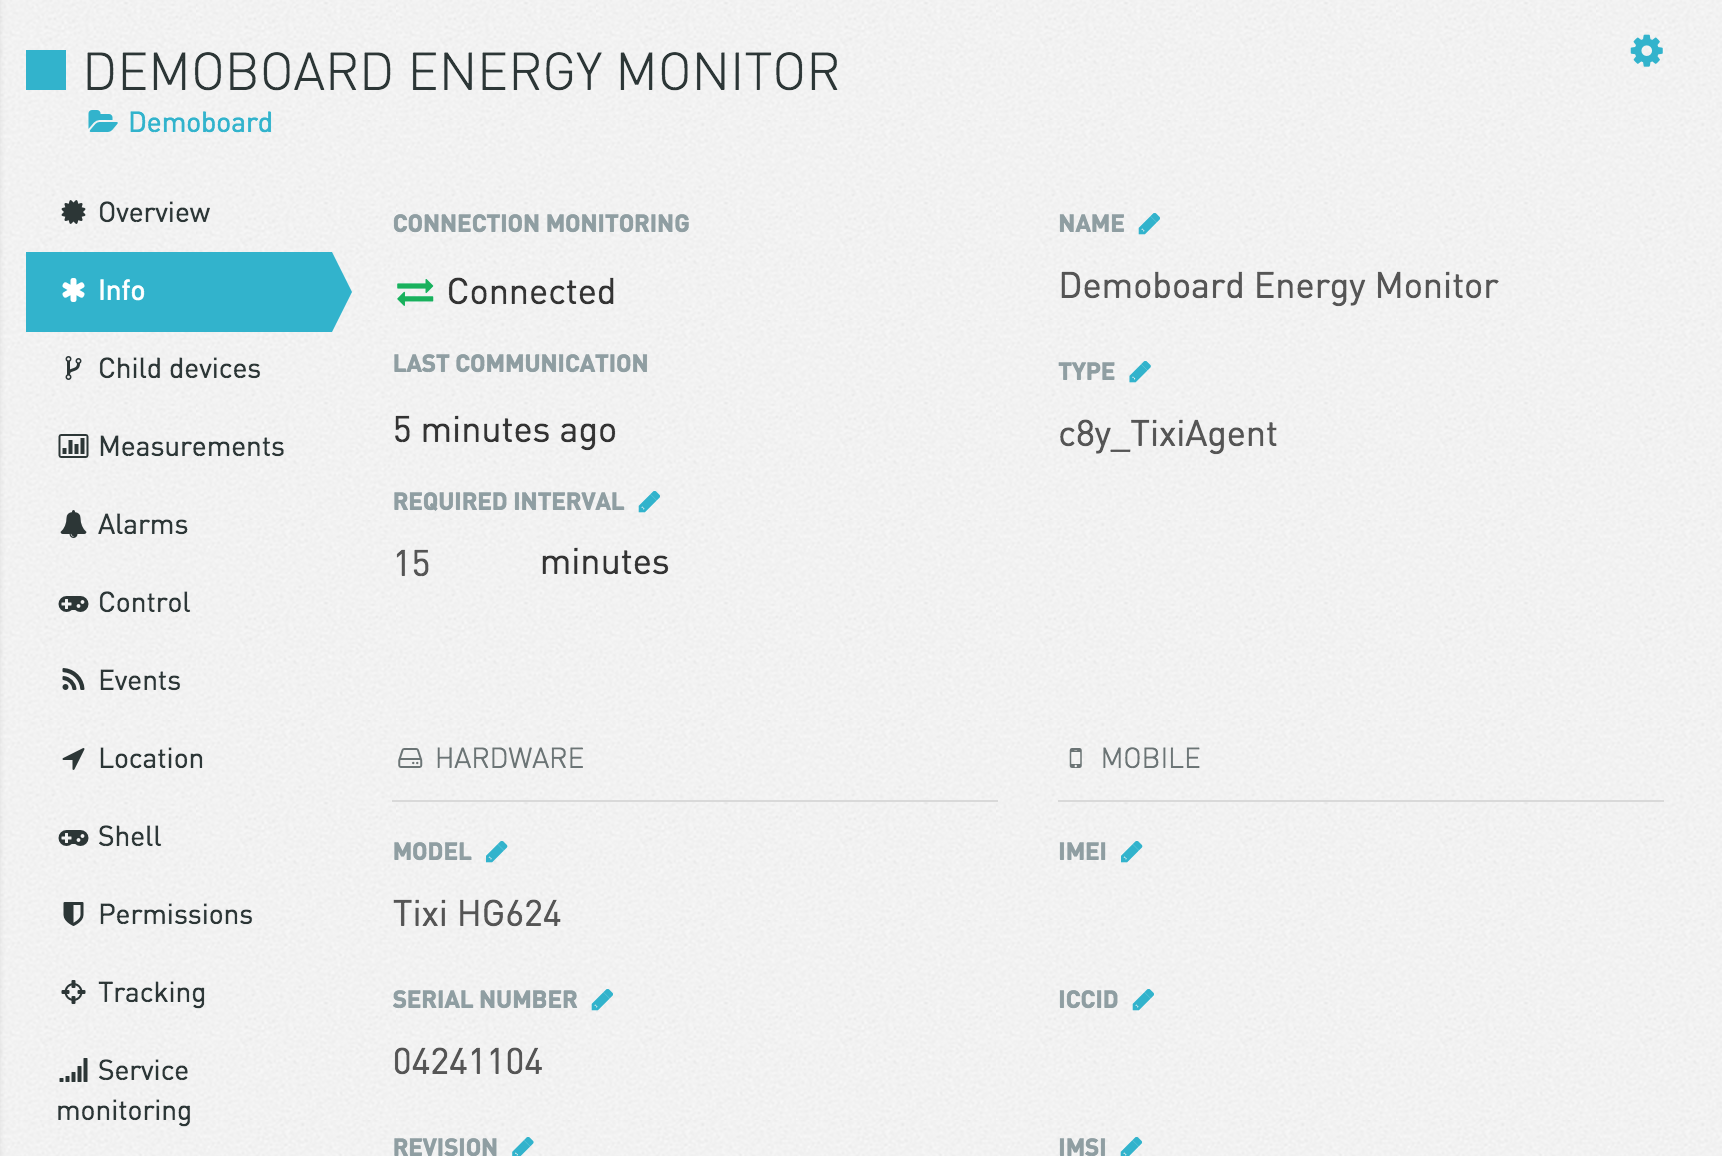 DEMOBOARD ENERGY MONITOR
Demoboard
Overview
Info
Child devices
Measurements
Alarms
Control
Events
Location
Shell
Permissions
Tracking
Service
monitoring
CONNECTION MONITORING
Connected
LAST COMMUNICATION
5 minutes ago
REQUIRED INTERVAL
15 minutes
NAME
Demoboard Energy Monitor
TYPE
c8y_TixiAgent
HARDWARE
MODEL
Tixi HG624
SERIAL NUMBER
04241104
REVISION
MOBILE
IMEI
ICCID
IMSI